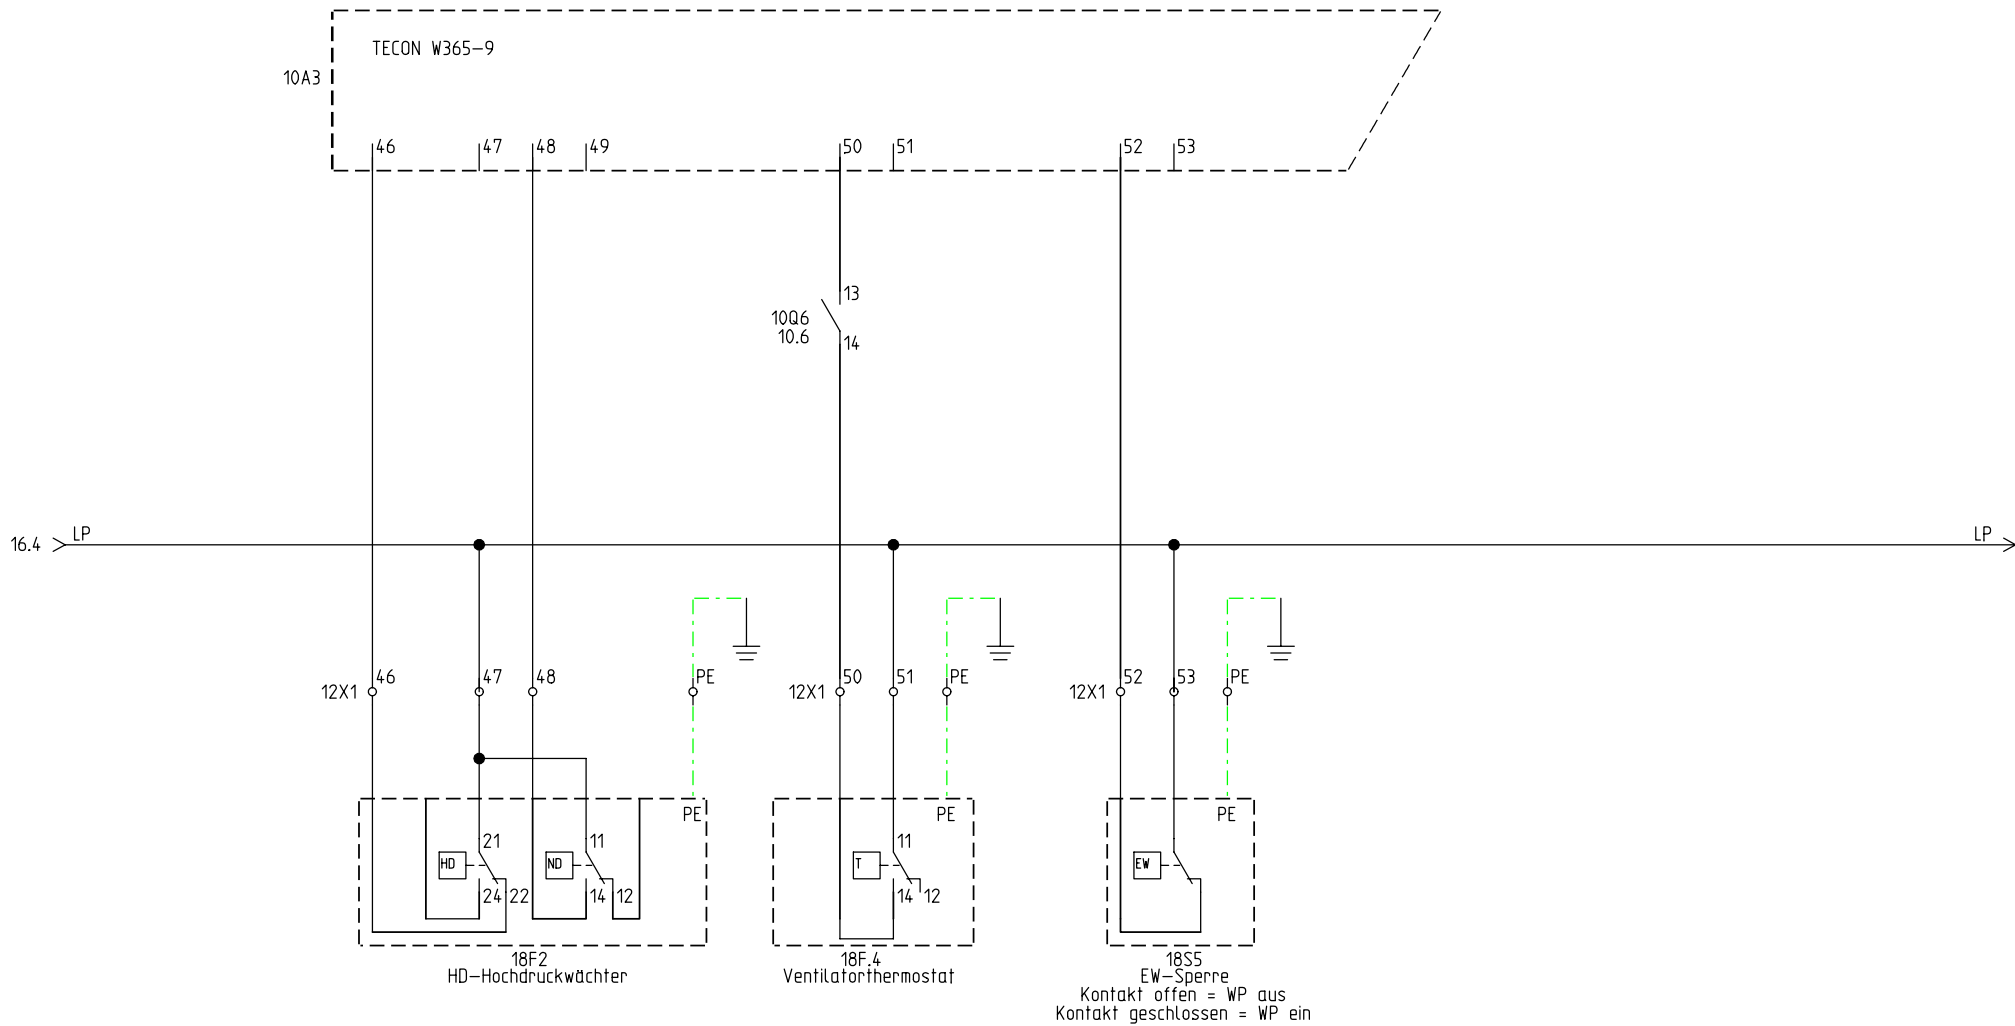 TECON W365-9
10A3
46 47 48 49 50 51 52 53
13
10Q6
10.6
14
16.4 LP LP
12X1 46 47 48 PE 12X1 50 51 PE 12X1 52 53 PE
PE PE PE
21 11 11
HD ND T EW
24 22 14 12 14 12
18F2
HD-Hochdruckwächter
18F.4
Ventilatorthermostat
18S5
EW-Sperre
Kontakt offen = WP aus
Kontakt geschlossen = WP ein